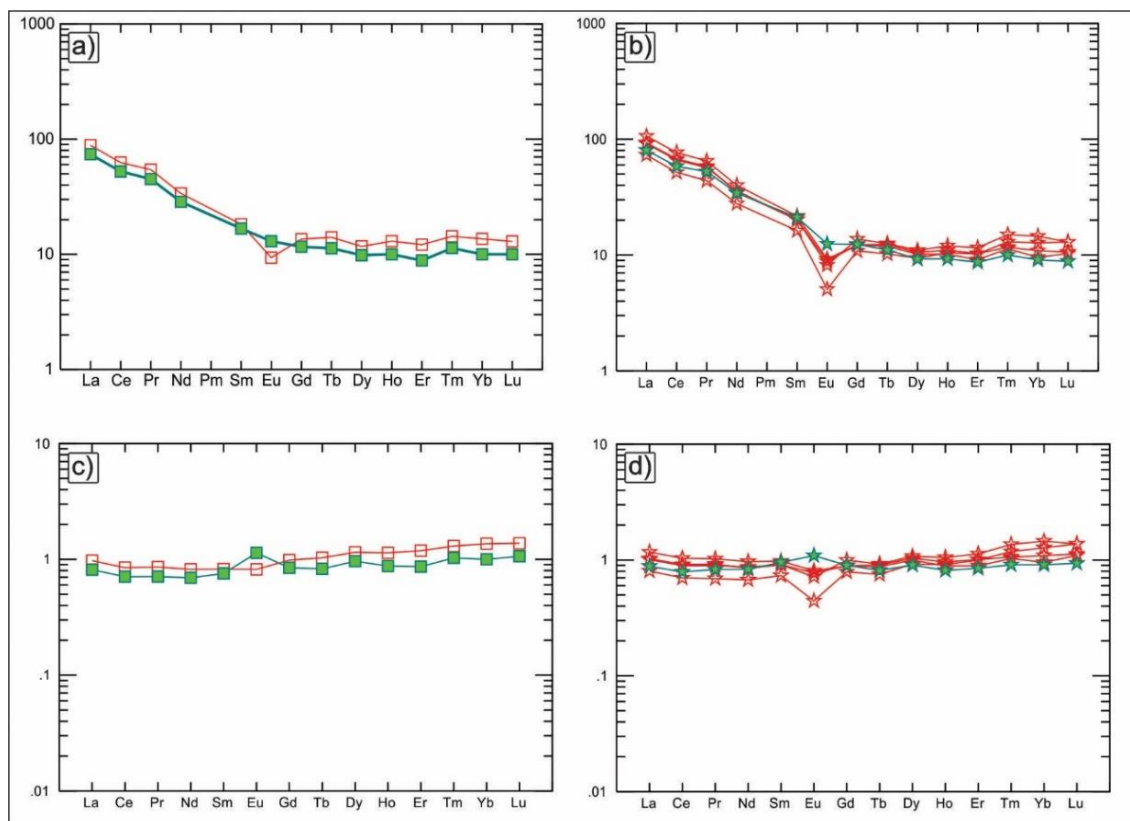 a)
1000
100
10
1
La Ce Pr Nd Pm Sm Eu Gd Tb Dy Ho Er Tm Yb Lu
b)
1000
100
10
1
La Ce Pr Nd Pm Sm Eu Gd Tb Dy Ho Er Tm Yb Lu
c)
10
1
.1
.01
La Ce Pr Nd Sm Eu Gd Tb Dy Ho Er Tm Yb Lu
d)
10
1
.1
.01
La Ce Pr Nd Sm Eu Gd Tb Dy Ho Er Tm Yb Lu